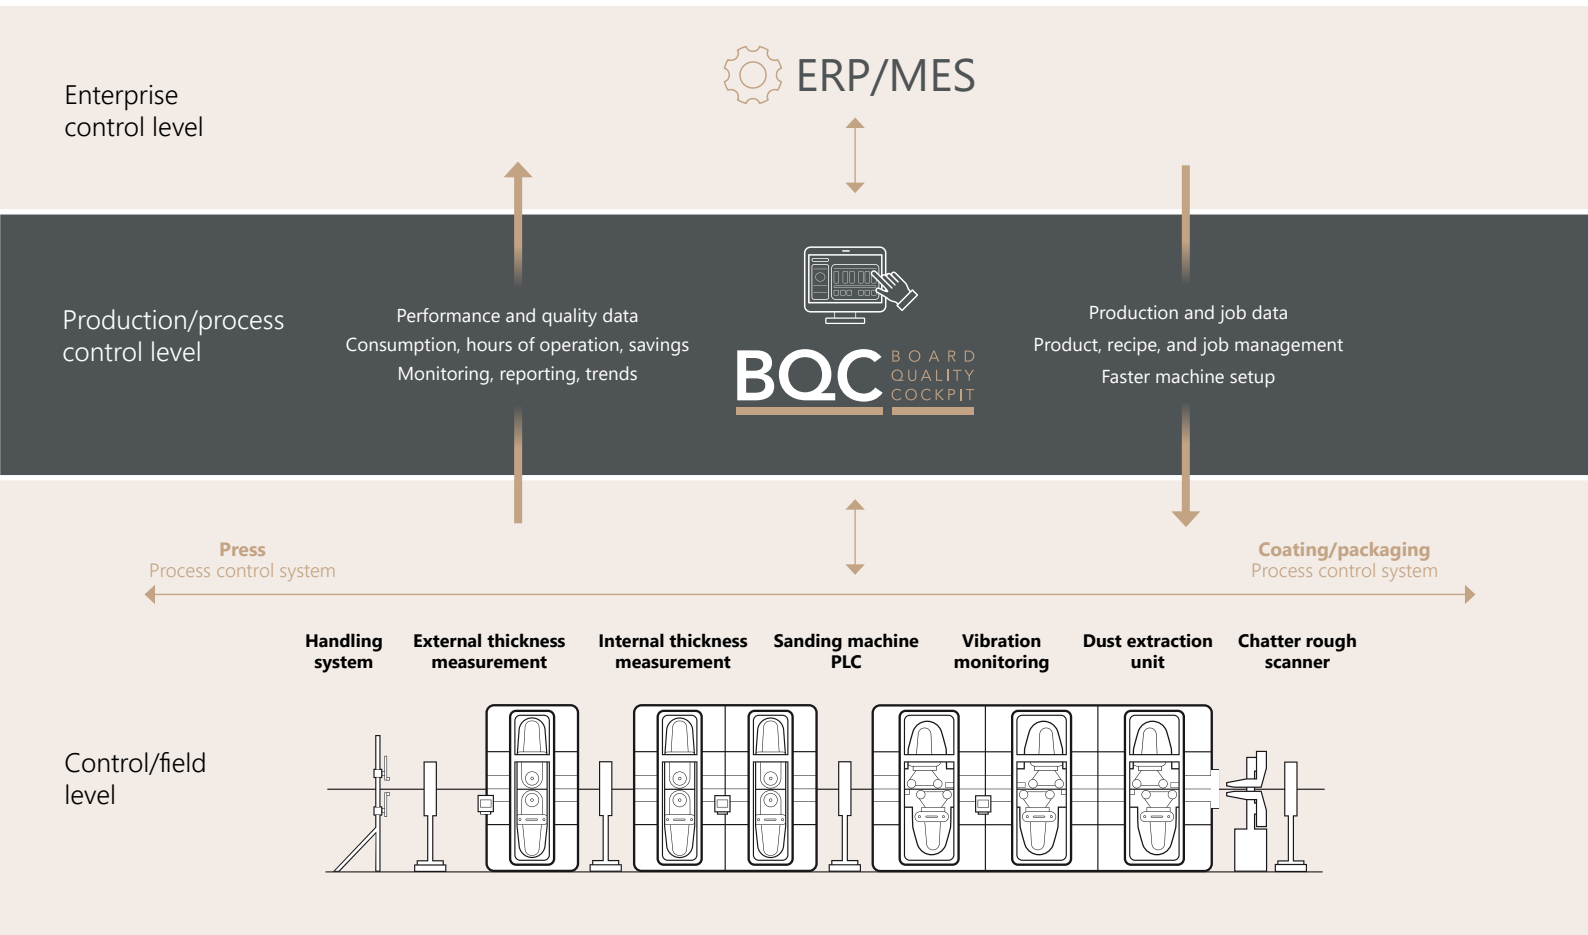 Enterprise
control level
ERP/MES
Production/process
control level
Performance and quality data
Consumption, hours of operation, savings
Monitoring, reporting, trends
BQC
BOARD
QUALITY
COCKPIT
Production and job data
Product, recipe, and job management
Faster machine setup
Press
Process control system
Coating/packaging
Process control system
Handling
system
External thickness
measurement
Internal thickness
measurement
Sanding machine
PLC
Vibration
monitoring
Dust extraction
unit
Chatter rough
scanner
Control/field
level